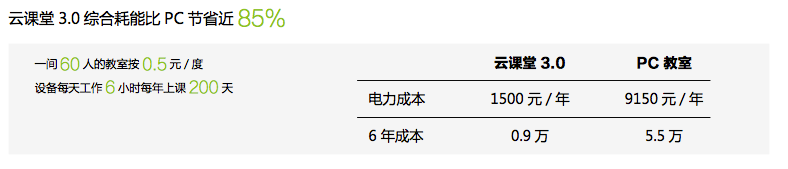 云课堂 3.0 综合耗能比 PC 节省近 85%
一间 60 人的教室按 0.5 元 / 度
设备每天工作 6 小时每年上课 200 天
云课堂 3.0 PC 教室
电力成本 1500 元 / 年 9150 元 / 年
6 年成本 0.9 万 5.5 万